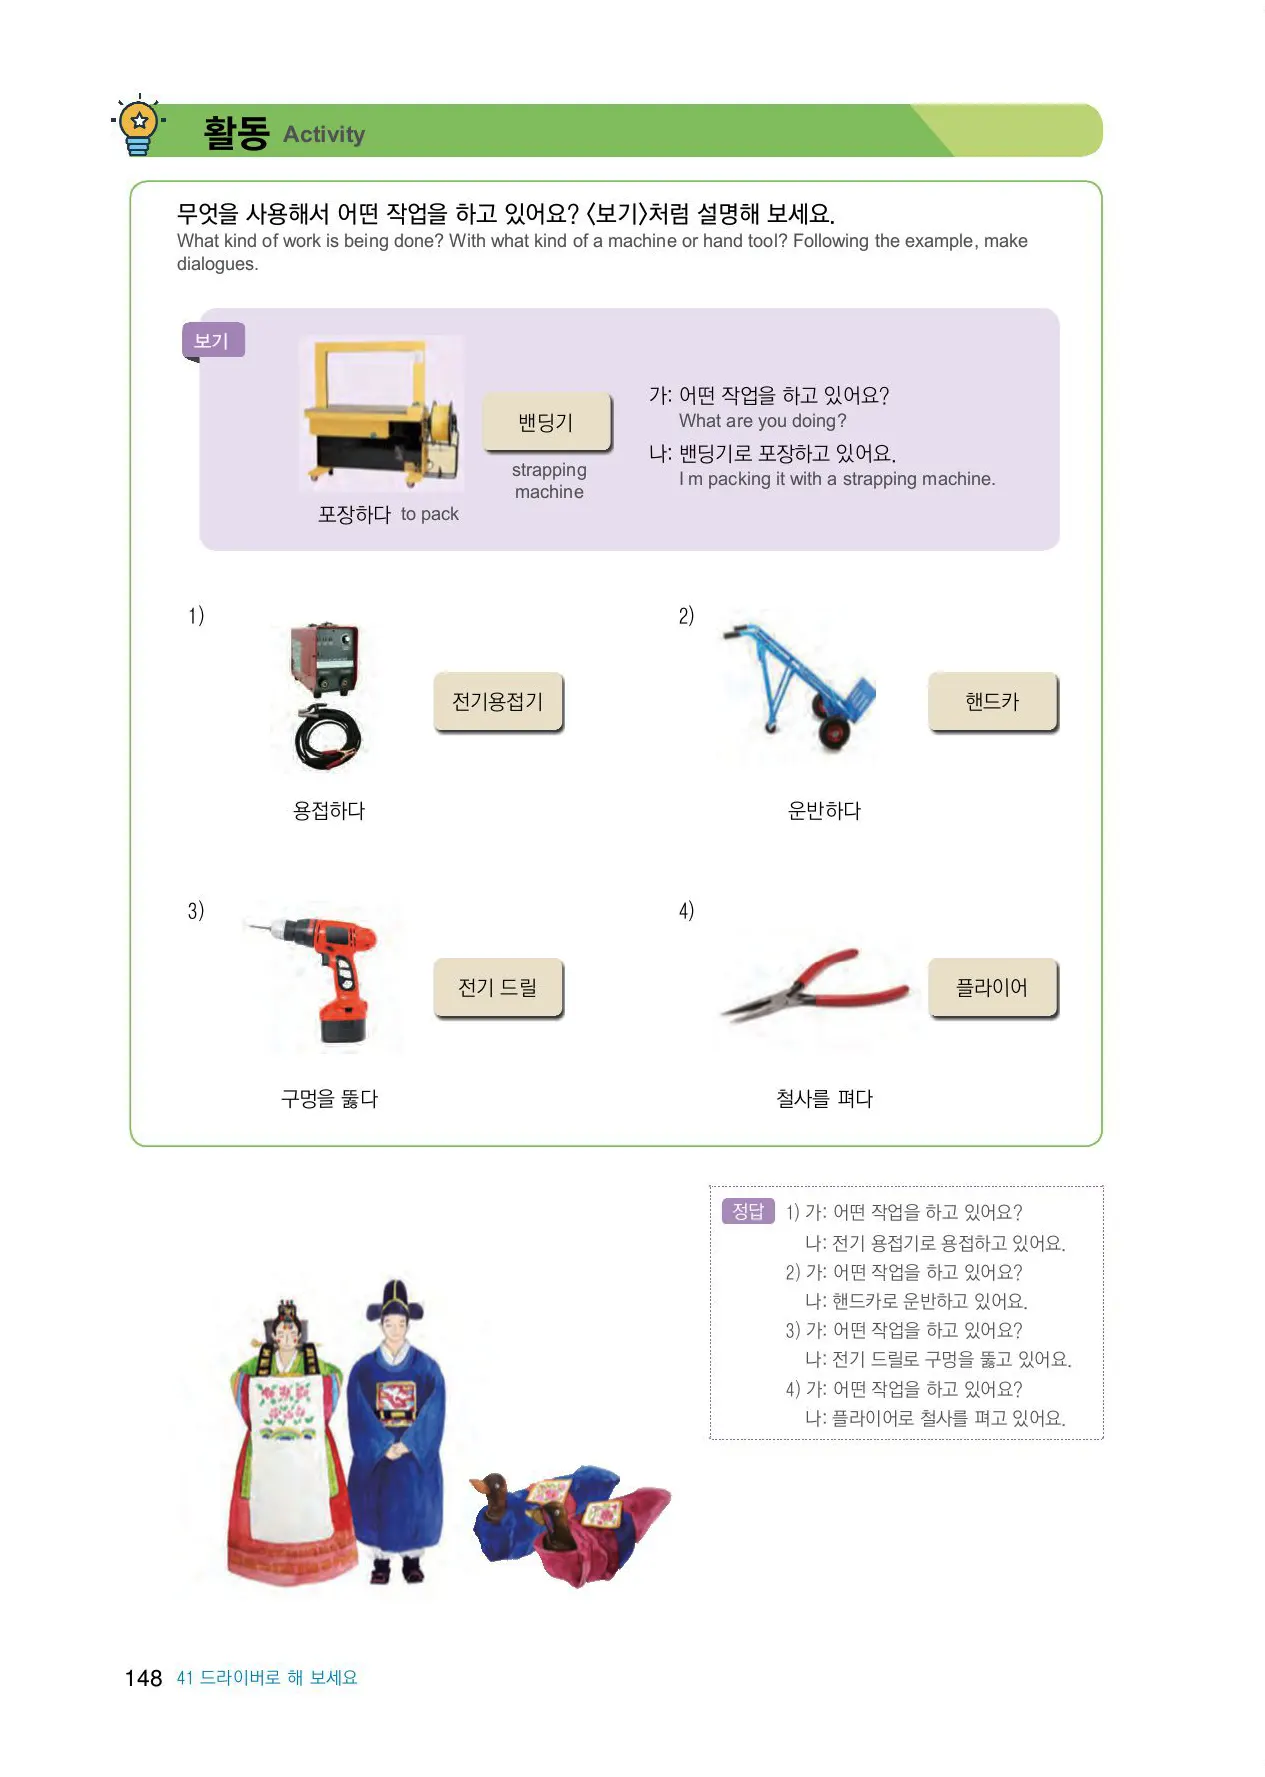 활동 Activity
무엇을 사용해서 어떤 작업을 하고 있어요? 〈보기〉처럼 설명해 보세요.
What kind of work is being done? With what kind of a machine or hand tool? Following the example, make
dialogues.
보기
밴딩기
strapping
machine
포장하다 to pack
가: 어떤 작업을 하고 있어요?
What are you doing?
나: 밴딩기로 포장하고 있어요.
I m packing it with a strapping machine.
1)
전기용접기
용접하다
2)
핸드카
운반하다
3)
전기 드릴
구멍을 뚫다
4)
플라이어
철사를 펴다
정답 1) 가: 어떤 작업을 하고 있어요?
나: 전기 용접기로 용접하고 있어요.
2) 가: 어떤 작업을 하고 있어요?
나: 핸드카로 운반하고 있어요.
3) 가: 어떤 작업을 하고 있어요?
나: 전기 드릴로 구멍을 뚫고 있어요.
4) 가: 어떤 작업을 하고 있어요?
나: 플라이어로 철사를 펴고 있어요.
148 41 드라이버로 해 보세요